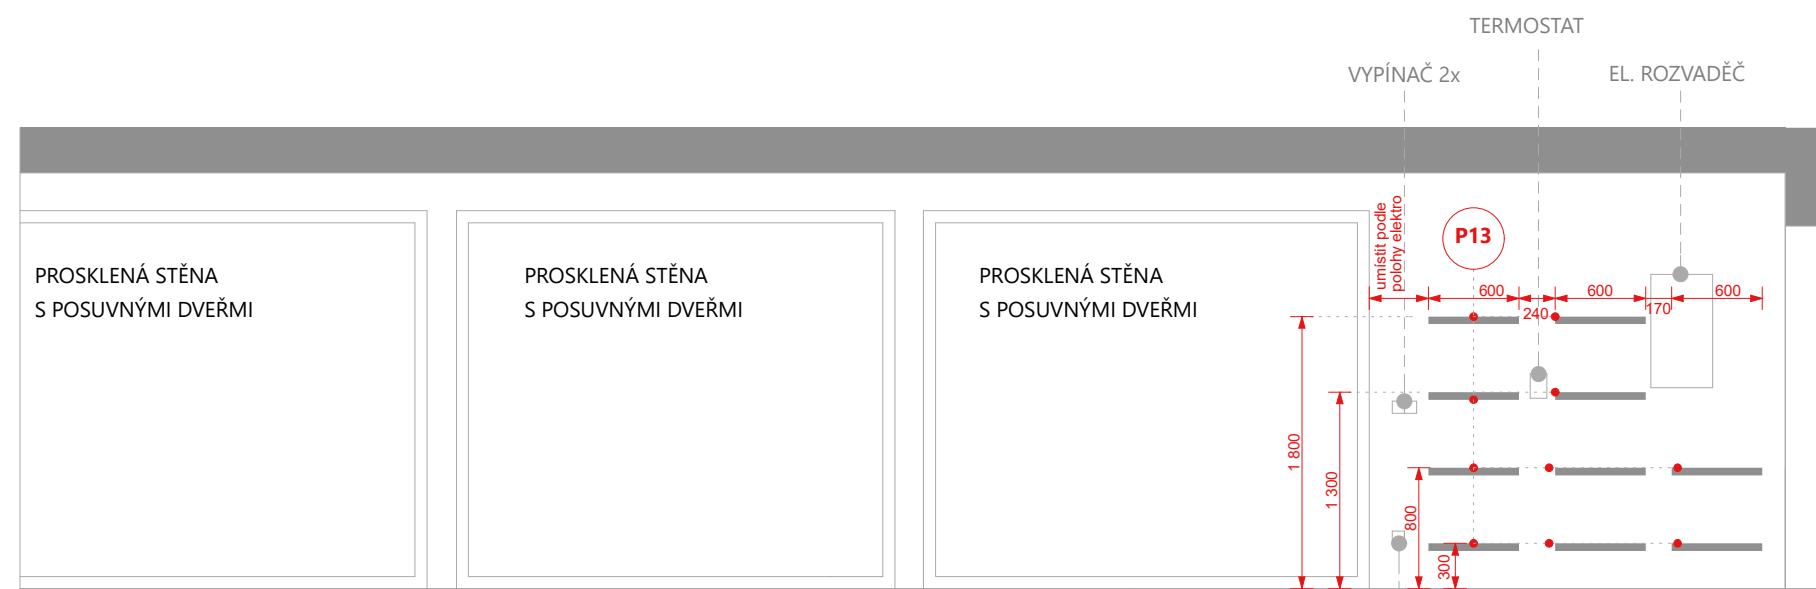 TERMOSTAT
VYPÍNAČ 2x
EL. ROZVADĚČ
umístit podle
polohy elektro
P13
PROSKLENÁ STĚNA
S POSUVNÝMI DVEŘMI
PROSKLENÁ STĚNA
S POSUVNÝMI DVEŘMI
PROSKLENÁ STĚNA
S POSUVNÝMI DVEŘMI
600
240
600
170
600
1 800
1 300
800
300